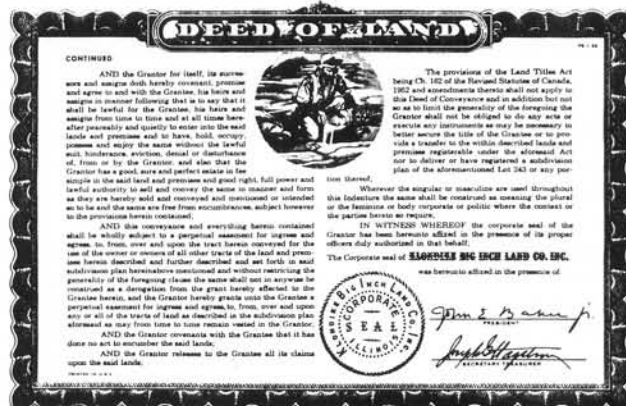 DEED OF LAND
CONTINUED
AND the Grantor for itself, its succes-
sors and assigns doth hereby covenant, promise
and agree to and with the Grantee, his heirs and
assigns in manner following that is to say that it
shall be lawful for the Grantee, his heirs and
assigns from time to time and at all times here-
after peaceably and quietly to enter into the said
lands and premises and to have, hold, occupy,
possess and enjoy the same without the lawful
suit, hinderance, eviction, denial or disturbance
of, from or by the Grantor, and also that the
Grantor has a good, sure and perfect estate in fee
simple in the said land and premises and good right, full power and
lawful authority to sell and convey the same in manner and form
as they are hereby sold and conveyed and mentioned or intended
so to be and the same are free from encumbrances, subject however
to the provisions herein contained;
AND this conveyance and everything herein contained
shall be wholly subject to a perpetual easement for ingress and
egress, to, from, over and upon the tract herein conveyed for the
use of the owner or owners of all other tracts of the land and prem-
ises herein described and further described and set forth in said
subdivision plan hereinabove mentioned and without restricting the
generality of the foregoing clause the same shall not in anywise be
construed as a derogation from the grant hereby affected to the
Grantee herein, and the Grantor hereby grants unto the Grantee a
perpetual easement for ingress and egress, to, from, over and upon
any or all of the tracts of land as described in the subdivision plan
aforesaid as may from time to time remain vested in the Grantor;
AND the Grantor covenants with the Grantee that it has
done no act to encumber the said lands;
AND the Grantor releases to the Grantee all its claims
upon the said lands.
PRINTED IN U.S.A.
The provisions of the Land Titles Act
being Ch. 162 of the Revised Statutes of Canada,
1952 and amendments thereto shall not apply to
this Deed of Conveyance and in addition but not
so as to limit the generality of the foregoing the
Grantor shall not be obliged to do any acts or
execute any instruments as may be necessary to
better secure the title of the Grantee or to pro-
vide a transfer to the within described lands and
premises registerable under the aforesaid Act
nor to deliver or have registered a subdivision
plan of the aforementioned Lot 243 or any por-
tion thereof.
Wherever the singular or masculine are used throughout
this Indenture the same shall be construed as meaning the plural
or the feminine or body corporate or politic where the context or
the parties hereto so require.
IN WITNESS WHEREOF the corporate seal of the
Grantor has been hereunto affixed in the presence of its proper
officers duly authorized in that behalf;
The Corporate seal of KLONDIKE BIG INCH LAND CO. INC.
was hereunto affixed in the presence of
KLONDIKE BIG INCH LAND CO. INC.
CORPORATE
SEAL
ILLINOIS
John E Baker jr.
PRESIDENT
SECRETARY TREASURER